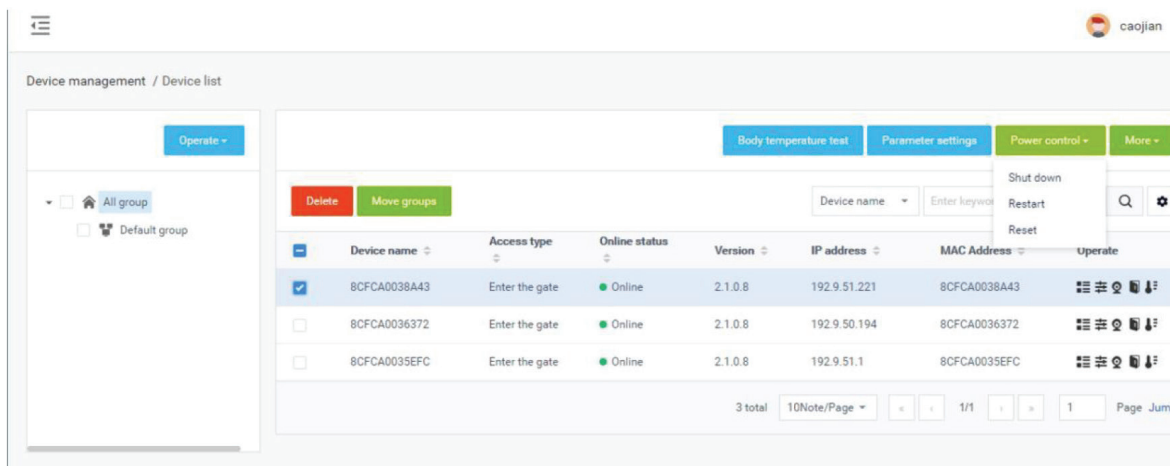 caojian
Device management / Device list
Operate
Body temperature test
Parameter settings
Power control
More
Shut down
Restart
Reset
All group
Default group
Delete
Move groups
Device name
Device name Access type Online status Version IP address MAC Address Operate
8CFCA0038A43 Enter the gate Online 2.1.0.8 192.9.51.221 8CFCA0038A43
8CFCA0036372 Enter the gate Online 2.1.0.8 192.9.50.194 8CFCA0036372
8CFCA0035EFC Enter the gate Online 2.1.0.8 192.9.51.1 8CFCA0035EFC
3 total 10Note/Page « ‹ 1/1 › » 1 Page